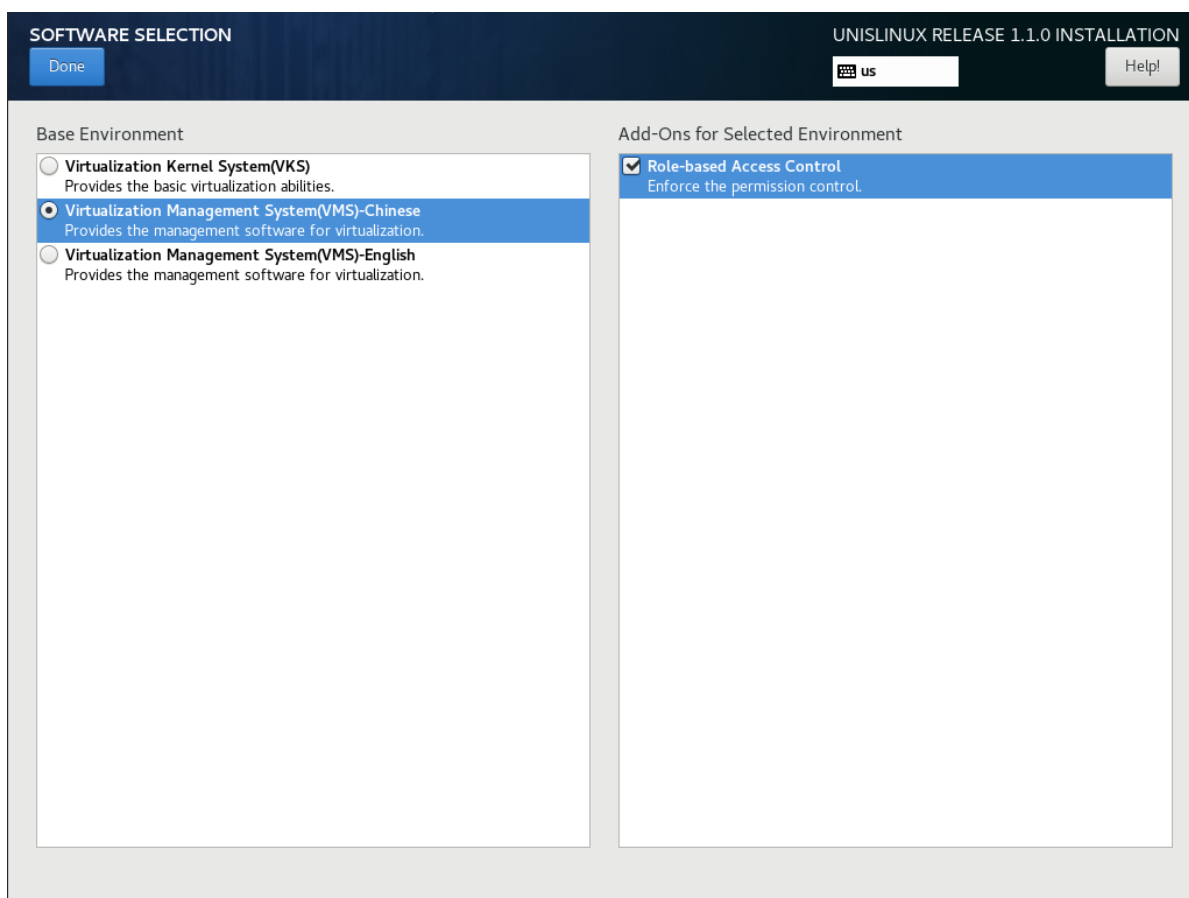 SOFTWARE SELECTION
Done
UNISLINUX RELEASE 1.1.0 INSTALLATION
us
Help!
Base Environment
Virtualization Kernel System(VKS)
Provides the basic virtualization abilities.
Virtualization Management System(VMS)-Chinese
Provides the management software for virtualization.
Virtualization Management System(VMS)-English
Provides the management software for virtualization.
Add-Ons for Selected Environment
Role-based Access Control
Enforce the permission control.